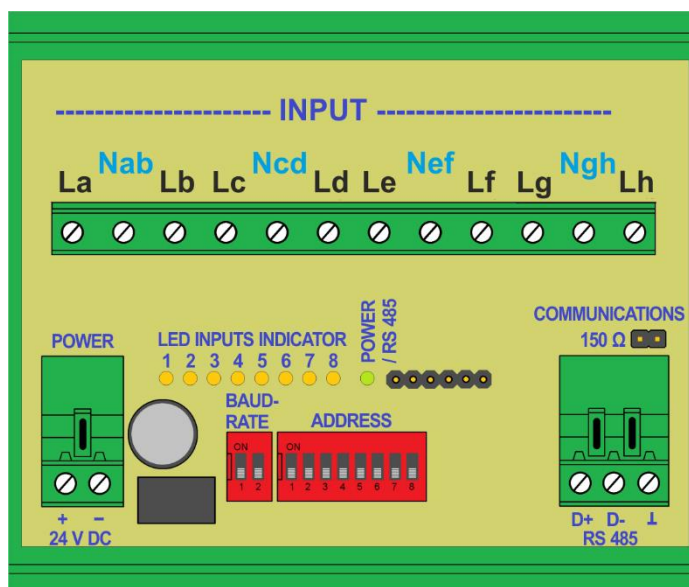 ---------------------- INPUT ------------------------
Nab Ncd Nef Ngh
La Lb Lc Ld Le Lf Lg Lh
COMMUNICATIONS
150 Ω
POWER
LED INPUTS INDICATOR
1 2 3 4 5 6 7 8
POWER
/ RS 485
BAUD-
RATE
ADDRESS
ON
1 2
ON
1 2 3 4 5 6 7 8
+ -
24 V DC
D+ D- ⊥
RS 485